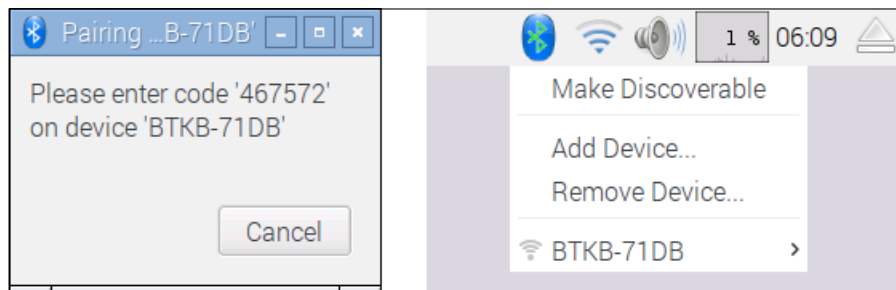 Pairing ...B-71DB'
Please enter code '467572'
on device 'BTKB-71DB'
Cancel
1 % 06:09
Make Discoverable
Add Device...
Remove Device...
BTKB-71DB